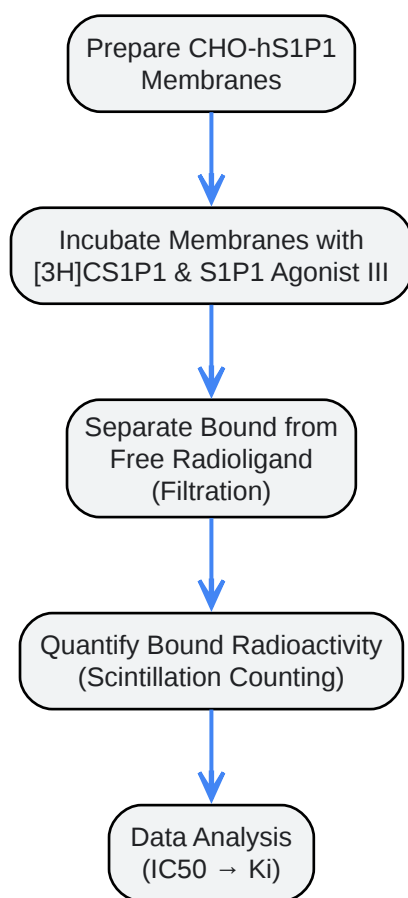 Prepare CHO-hS1P1
Membranes
Incubate Membranes with
[3H]CS1P1 & S1P1 Agonist III
Separate Bound from
Free Radioligand
(Filtration)
Quantify Bound Radioactivity
(Scintillation Counting)
Data Analysis
(IC50 → Ki)